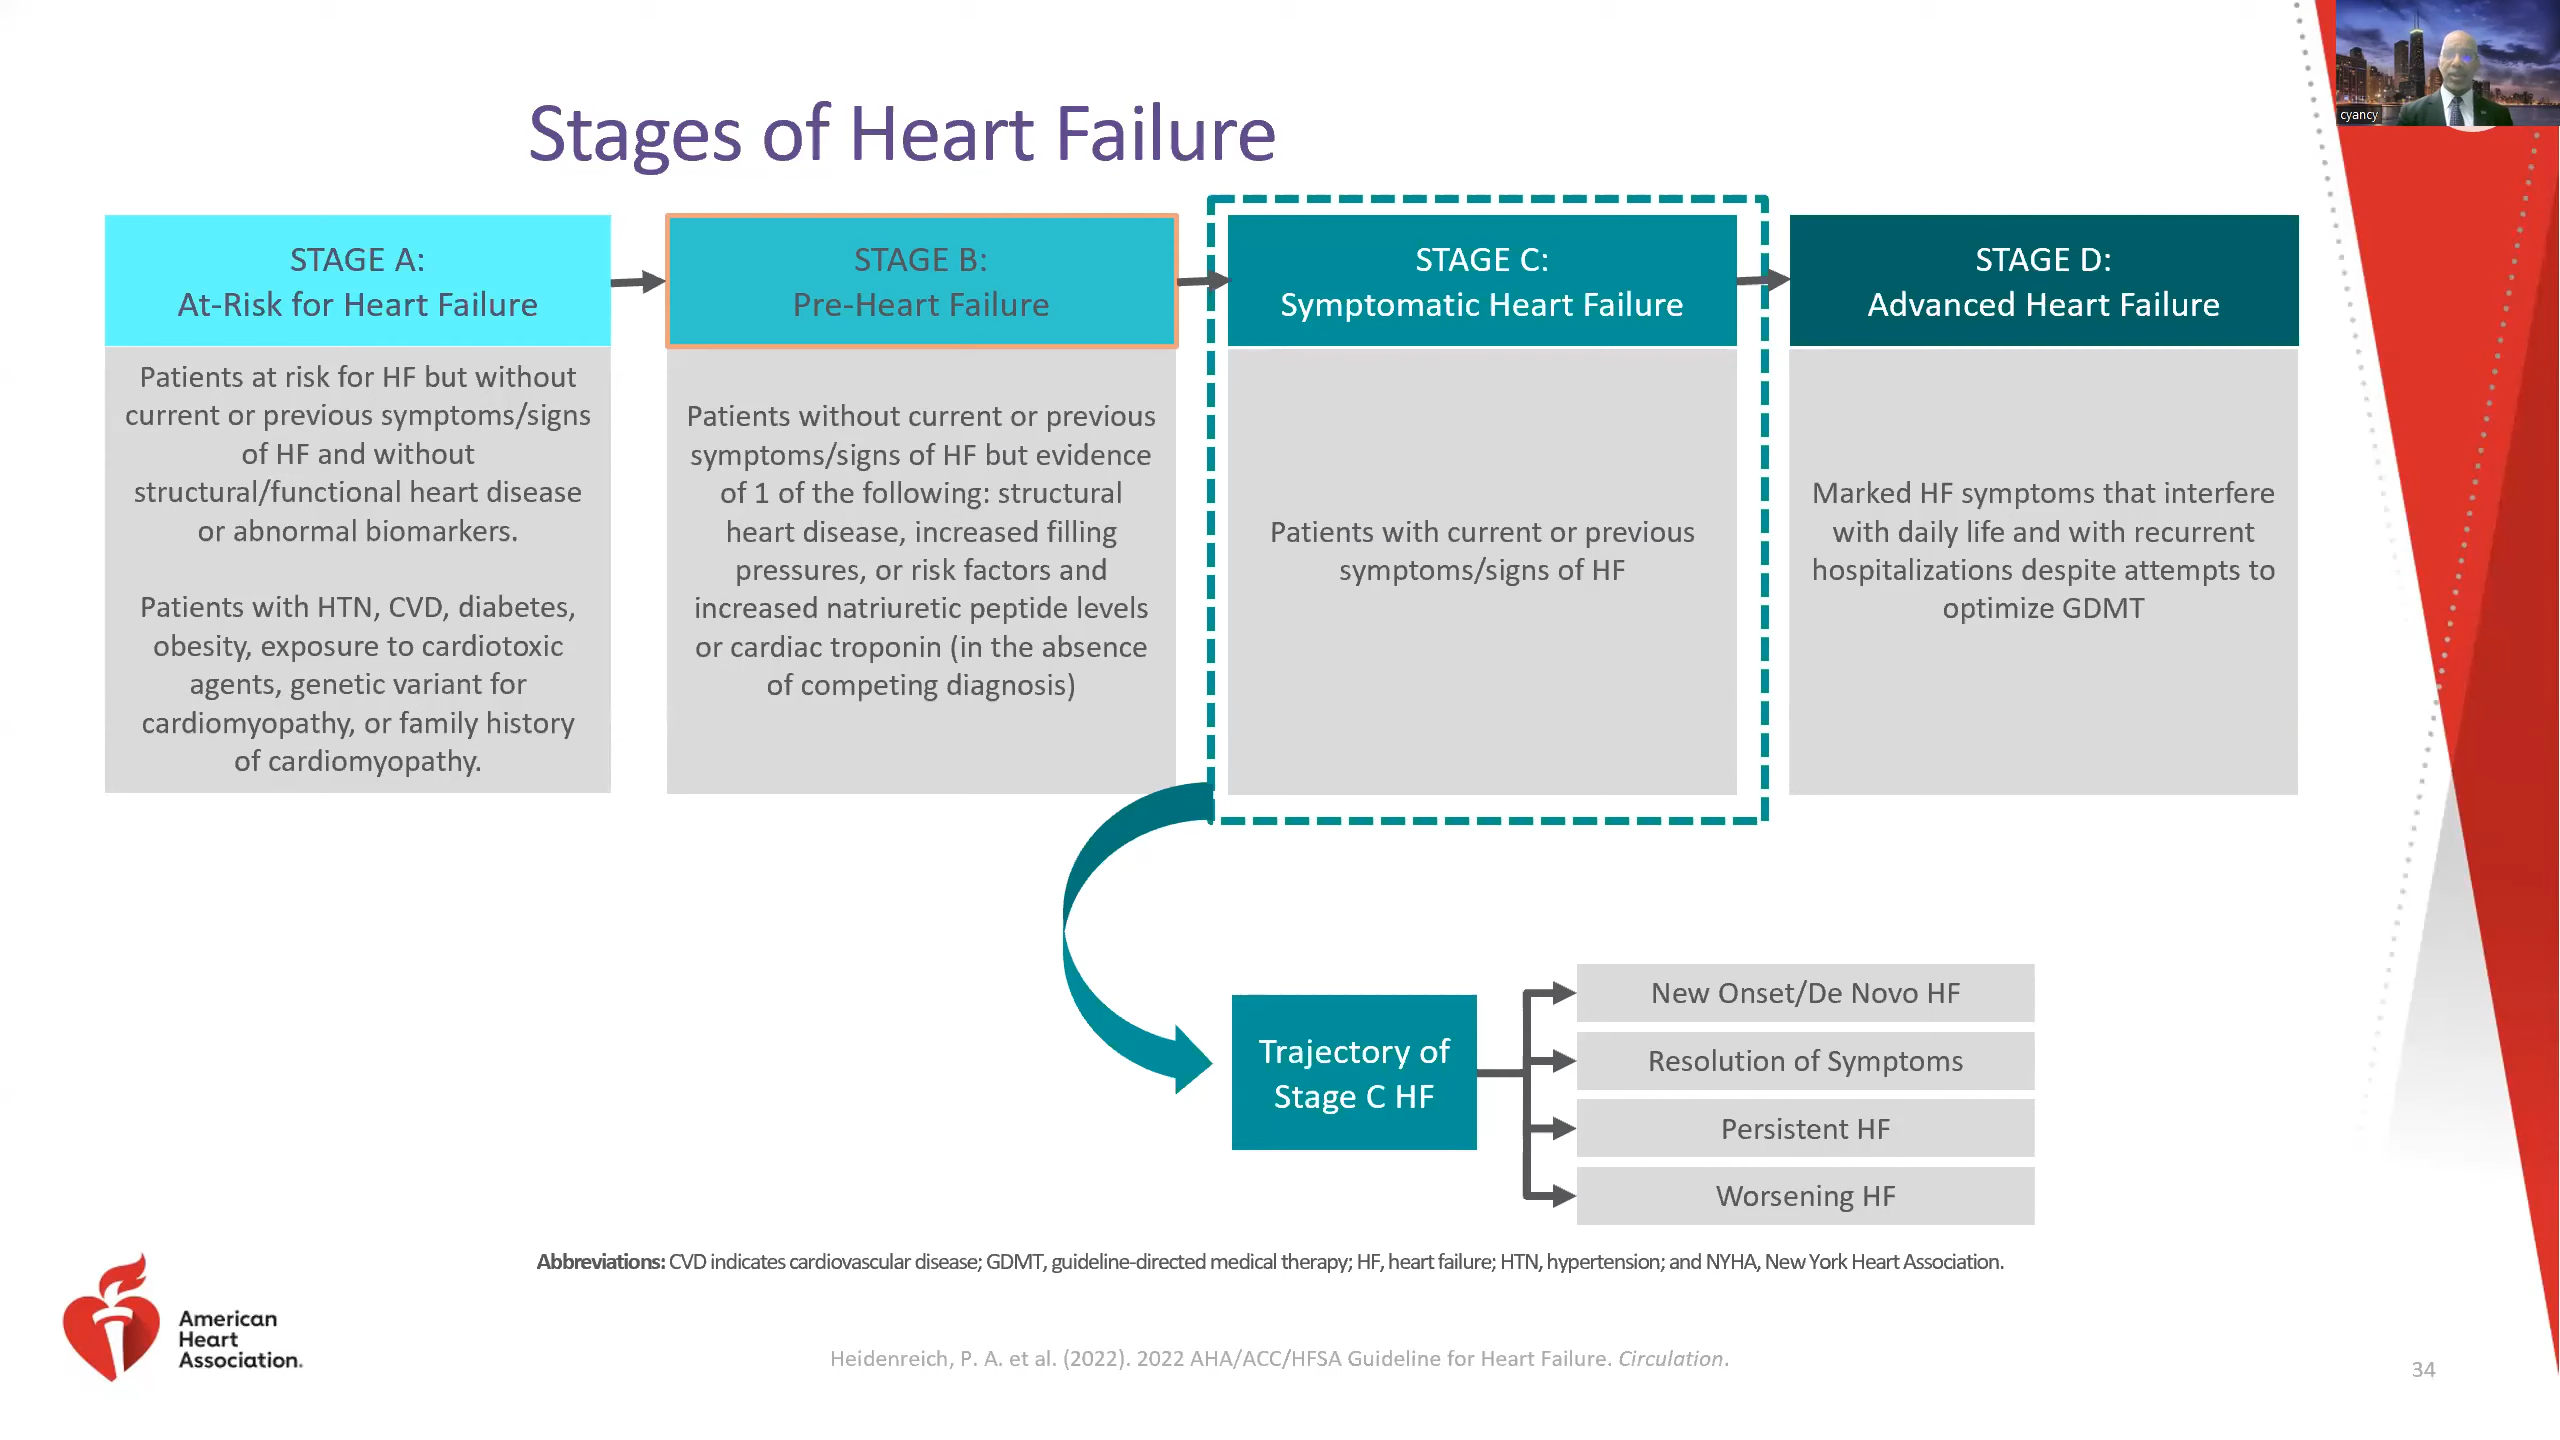 cyancy
Stages of Heart Failure
STAGE A:
At-Risk for Heart Failure
Patients at risk for HF but without
current or previous symptoms/signs
of HF and without
structural/functional heart disease
or abnormal biomarkers.
Patients with HTN, CVD, diabetes,
obesity, exposure to cardiotoxic
agents, genetic variant for
cardiomyopathy, or family history
of cardiomyopathy.
STAGE B:
Pre-Heart Failure
Patients without current or previous
symptoms/signs of HF but evidence
of 1 of the following: structural
heart disease, increased filling
pressures, or risk factors and
increased natriuretic peptide levels
or cardiac troponin (in the absence
of competing diagnosis)
STAGE C:
Symptomatic Heart Failure
Patients with current or previous
symptoms/signs of HF
STAGE D:
Advanced Heart Failure
Marked HF symptoms that interfere
with daily life and with recurrent
hospitalizations despite attempts to
optimize GDMT
Trajectory of
Stage C HF
New Onset/De Novo HF
Resolution of Symptoms
Persistent HF
Worsening HF
Abbreviations: CVD indicates cardiovascular disease; GDMT, guideline-directed medical therapy; HF, heart failure; HTN, hypertension; and NYHA, New York Heart Association.
American
Heart
Association.
Heidenreich, P. A. et al. (2022). 2022 AHA/ACC/HFSA Guideline for Heart Failure. Circulation.
34